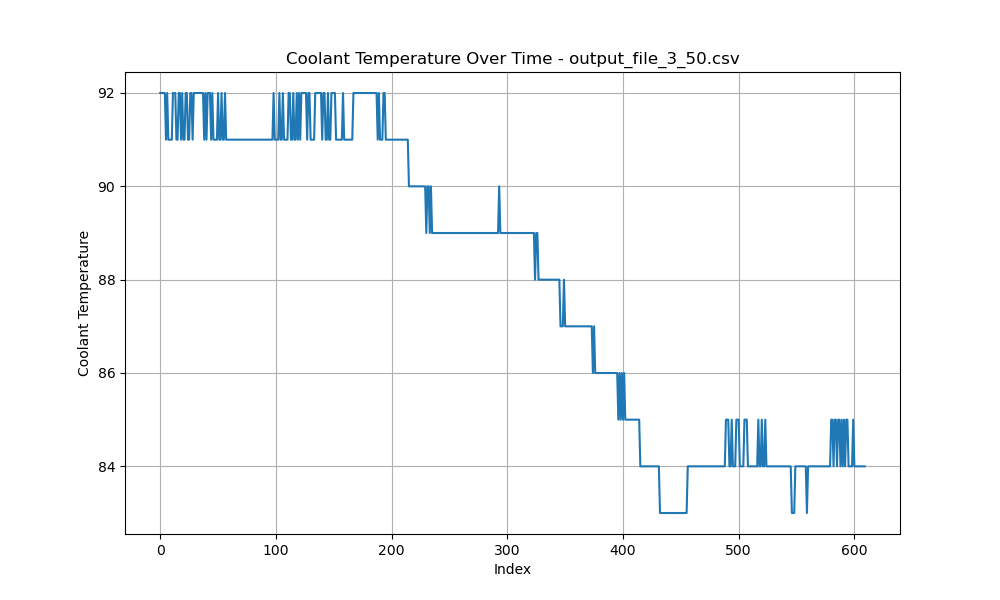 Coolant Temperature Over Time - output_file_3_50.csv
Coolant Temperature
92
90
88
86
84
0 100 200 300 400 500 600
Index